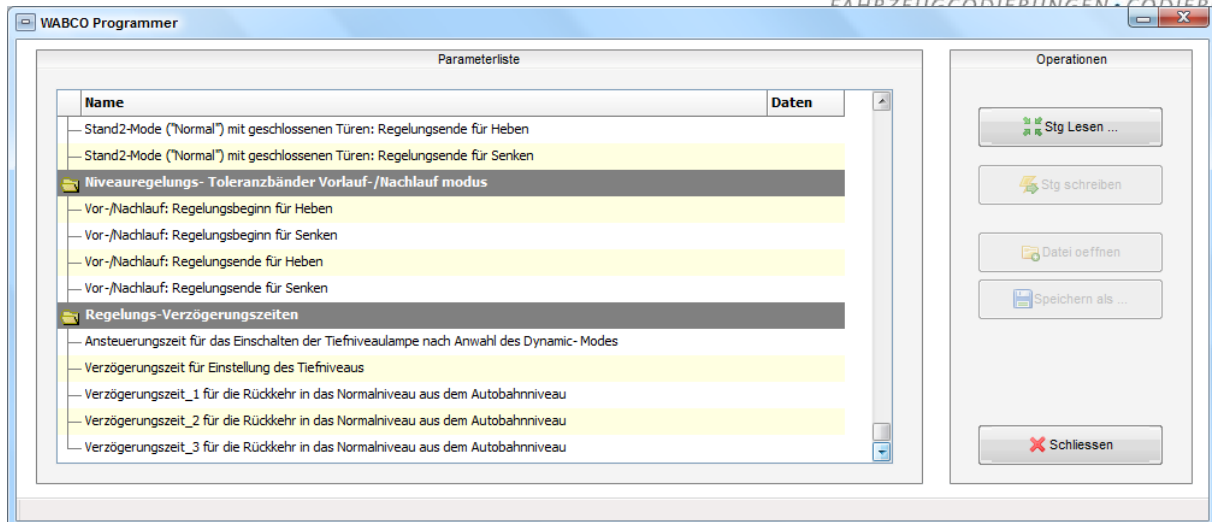 FAHRZEUGCODIERUNGEN • CODIER
WABCO Programmer
Parameterliste
Operationen
Name
Daten
Stand2-Mode ("Normal") mit geschlossenen Türen: Regelungsende für Heben
Stand2-Mode ("Normal") mit geschlossenen Türen: Regelungsende für Senken
Niveauregelungs- Toleranzbänder Vorlauf-/Nachlauf modus
Vor-/Nachlauf: Regelungsbeginn für Heben
Vor-/Nachlauf: Regelungsbeginn für Senken
Vor-/Nachlauf: Regelungsende für Heben
Vor-/Nachlauf: Regelungsende für Senken
Regelungs-Verzögerungszeiten
Ansteuerungszeit für das Einschalten der Tiefniveaulampe nach Anwahl des Dynamic- Modes
Verzögerungszeit für Einstellung des Tiefniveaus
Verzögerungszeit_1 für die Rückkehr in das Normalniveau aus dem Autobahnniveau
Verzögerungszeit_2 für die Rückkehr in das Normalniveau aus dem Autobahnniveau
Verzögerungszeit_3 für die Rückkehr in das Normalniveau aus dem Autobahnniveau
Stg Lesen ...
Stg schreiben
Datei oeffnen
Speichern als ...
Schliessen